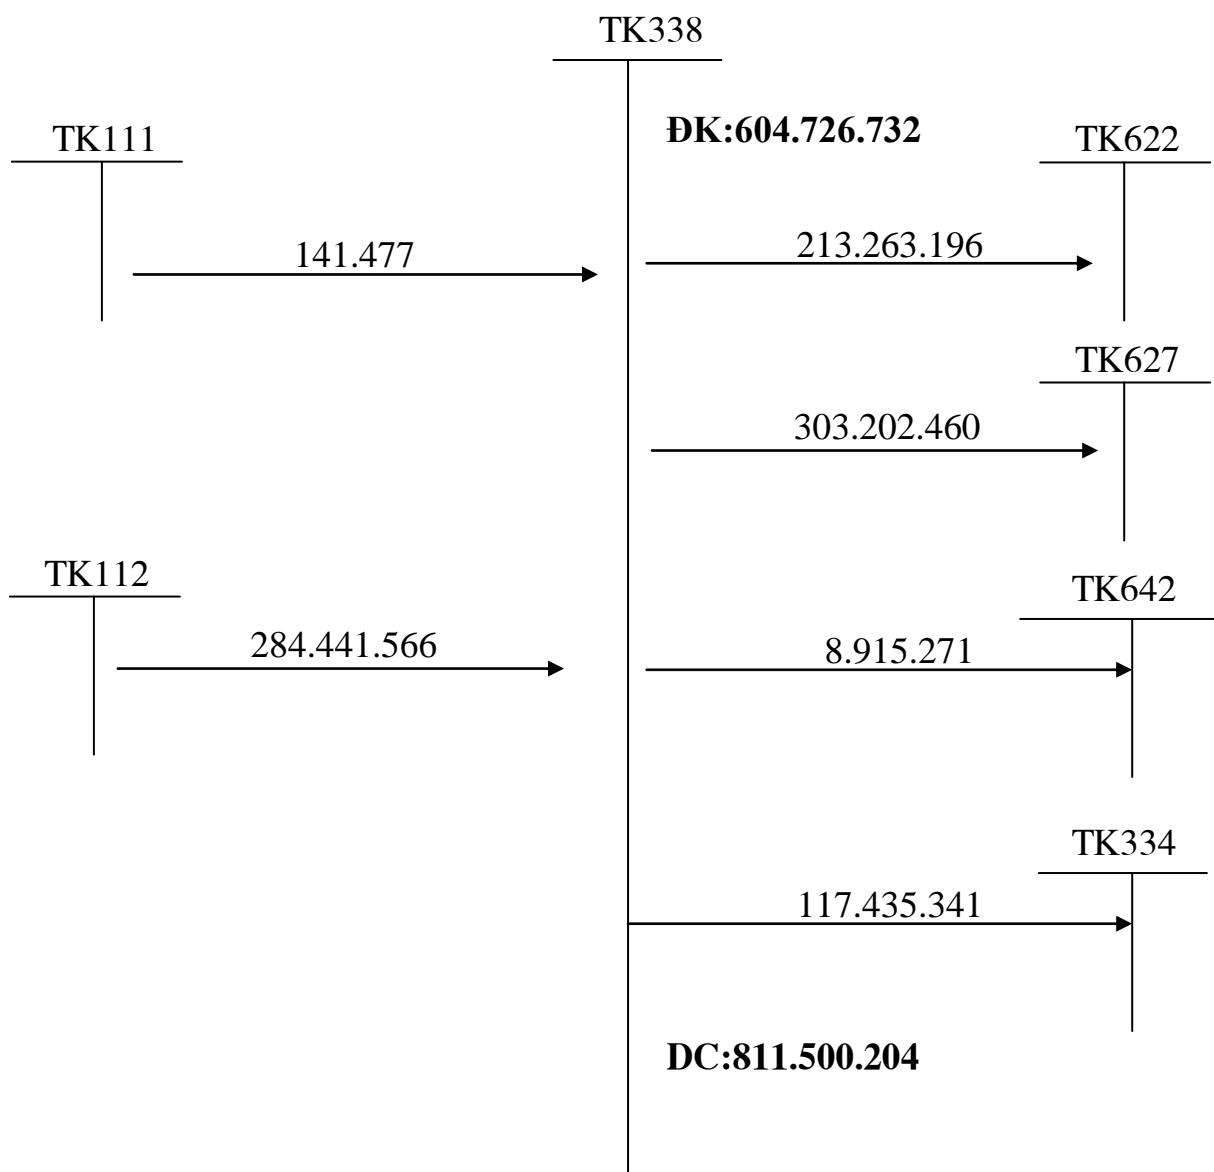 TK338
ĐK:604.726.732
TK111
TK622
141.477
213.263.196
TK627
303.202.460
TK112
TK642
284.441.566
8.915.271
TK334
117.435.341
DC:811.500.204